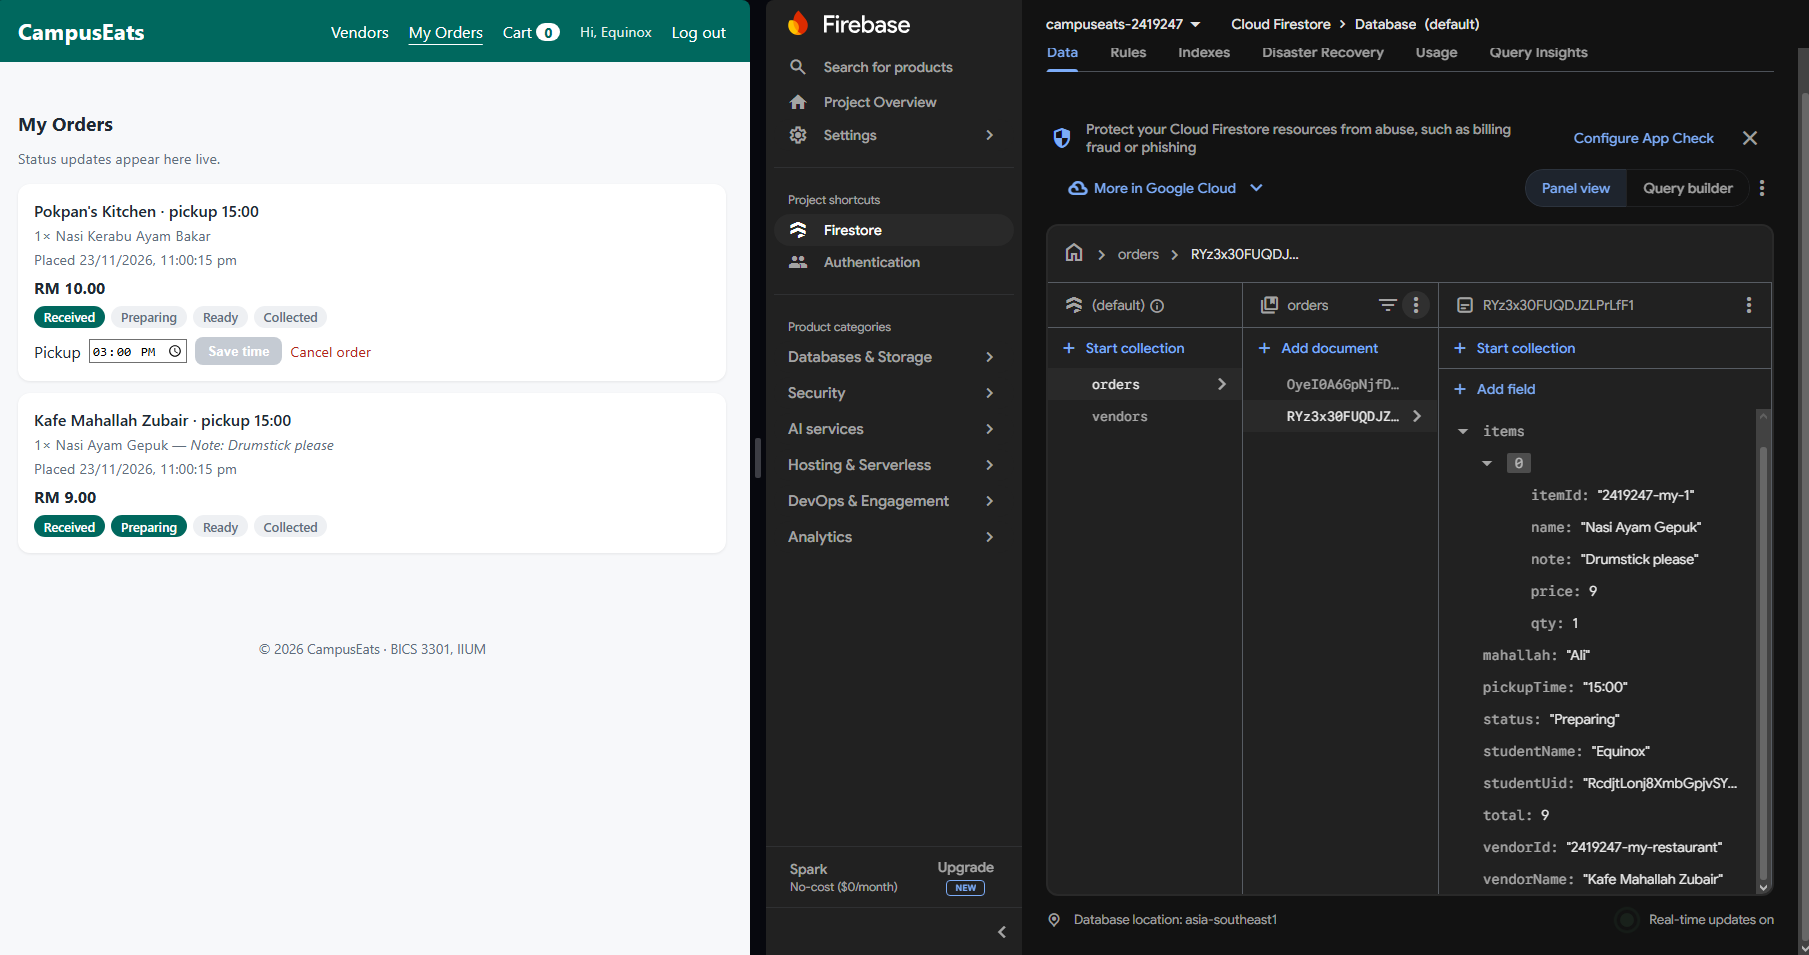 CampusEats
Vendors My Orders Cart 0 Hi, Equinox Log out
My Orders
Status updates appear here live.
Pokpan's Kitchen · pickup 15:00
1× Nasi Kerabu Ayam Bakar
Placed 23/11/2026, 11:00:15 pm
RM 10.00
Received Preparing Ready Collected
Pickup 03:00 PM Save time Cancel order
Kafe Mahallah Zubair · pickup 15:00
1× Nasi Ayam Gepuk — Note: Drumstick please
Placed 23/11/2026, 11:00:15 pm
RM 9.00
Received Preparing Ready Collected
© 2026 CampusEats · BICS 3301, IIUM
Firebase
Search for products
Project Overview
Settings
Project shortcuts
Firestore
Authentication
Product categories
Databases & Storage
Security
AI services
Hosting & Serverless
DevOps & Engagement
Analytics
Spark
No-cost ($0/month)
Upgrade
NEW
campuseats-2419247 Cloud Firestore > Database (default)
Data Rules Indexes Disaster Recovery Usage Query Insights
Protect your Cloud Firestore resources from abuse, such as billing
fraud or phishing
Configure App Check
More in Google Cloud
Panel view Query builder
orders > RYz3x30FUQDJ...
(default)
+ Start collection
orders
vendors
orders
+ Add document
OyeI0A6GpNjfD…
RYz3x30FUQDJZ…
RYz3x30FUQDJZLPrLfF1
+ Start collection
+ Add field
items
0
itemId: "2419247-my-1"
name: "Nasi Ayam Gepuk"
note: "Drumstick please"
price: 9
qty: 1
mahallah: "Ali"
pickupTime: "15:00"
status: "Preparing"
studentName: "Equinox"
studentUid: "RcdjtLonj8XmbGpjvSY...
total: 9
vendorId: "2419247-my-restaurant"
vendorName: "Kafe Mahallah Zubair"
Database location: asia-southeast1
Real-time updates on